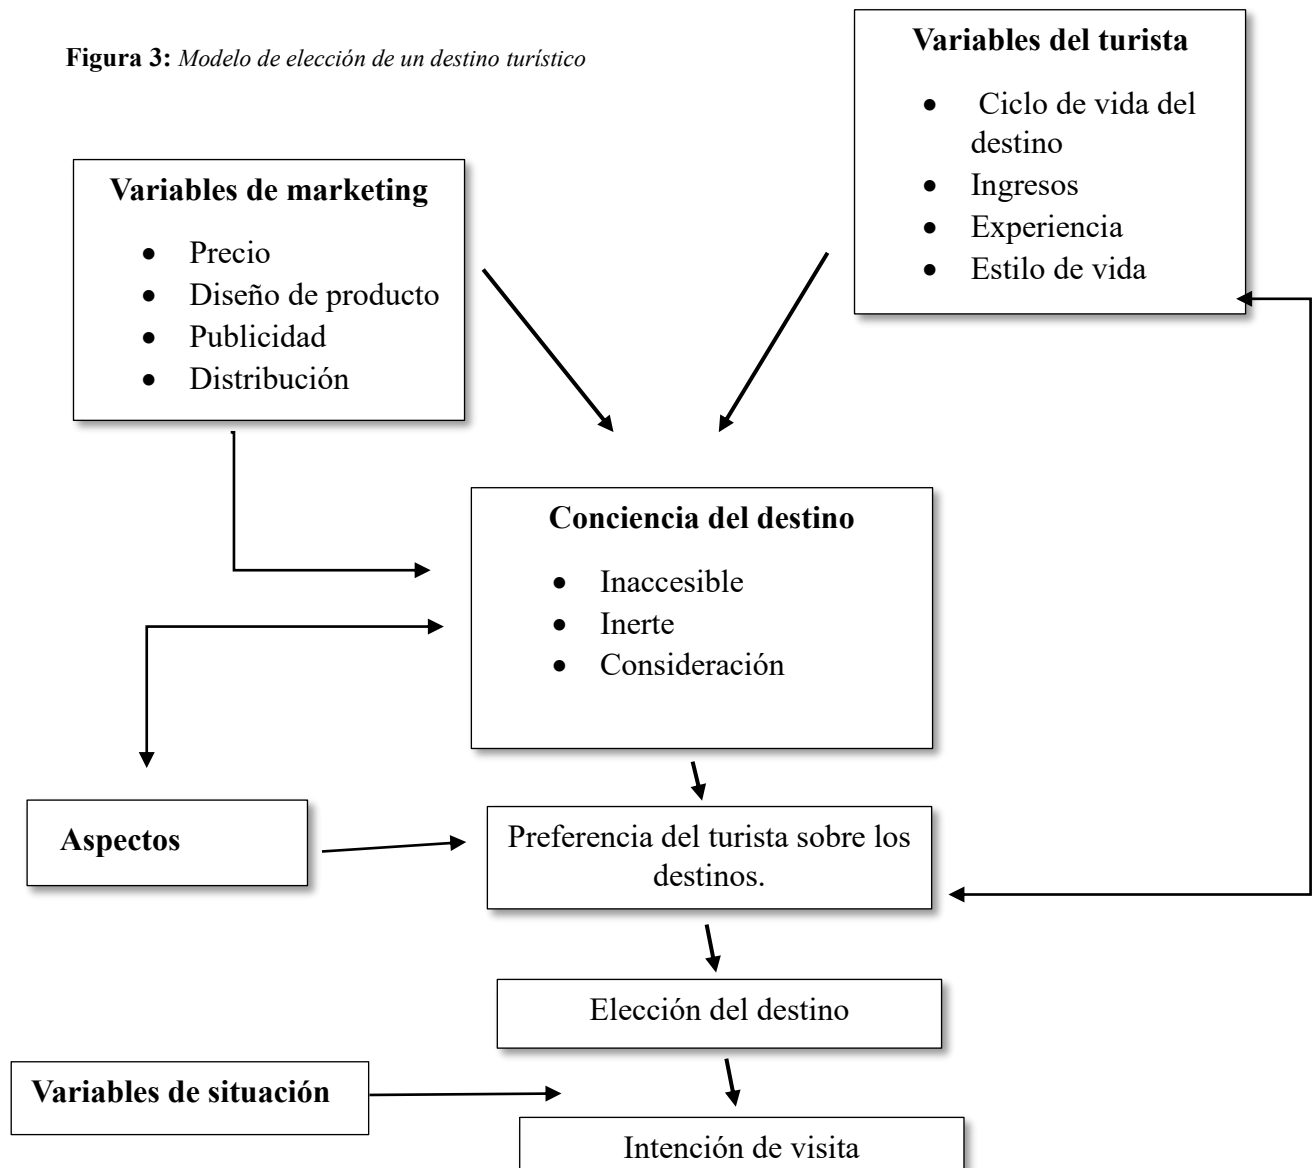 Figura 3: Modelo de elección de un destino turístico
Variables del turista
• Ciclo de vida del
destino
• Ingresos
• Experiencia
• Estilo de vida
Variables de marketing
• Precio
• Diseño de producto
• Publicidad
• Distribución
Conciencia del destino
• Inaccesible
• Inerte
• Consideración
Aspectos
Preferencia del turista sobre los
destinos.
Elección del destino
Variables de situación
Intención de visita